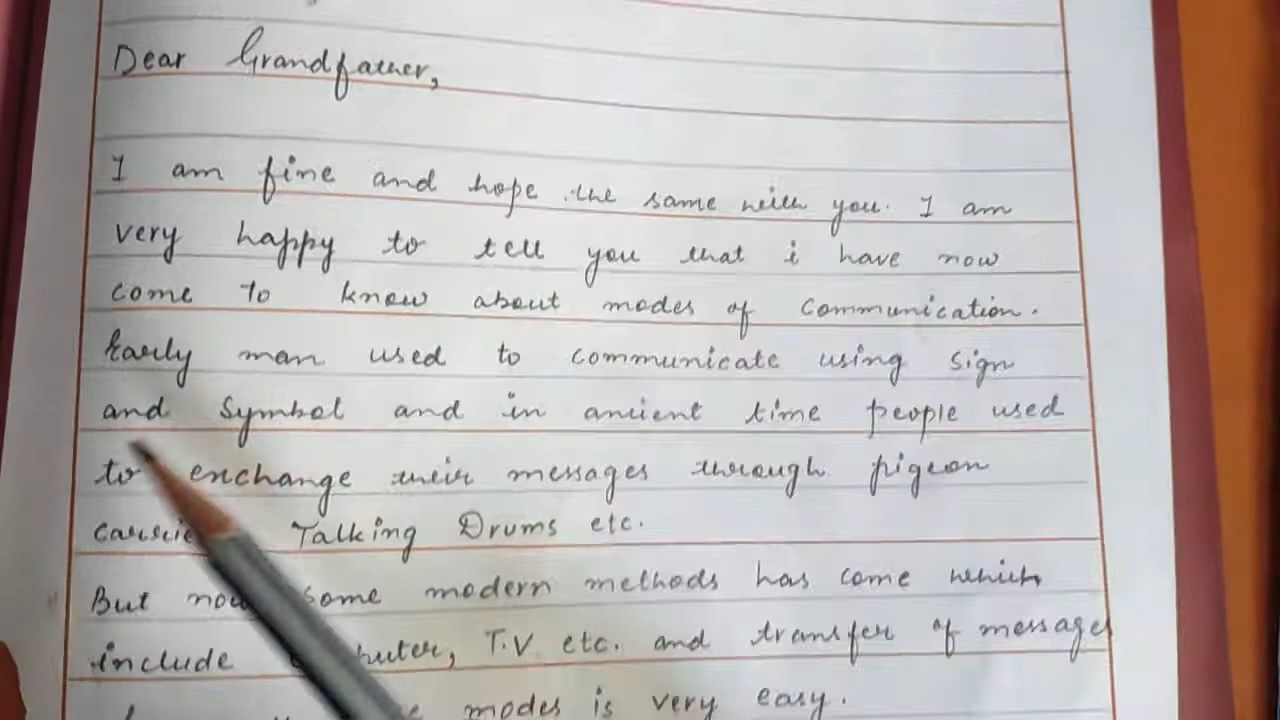 Dear Grandfather,
I am fine and hope the same with you. I am
very happy to tell you that i have now
come to know about modes of communication.
Early man used to communicate using sign
and Symbol and in ancient time people used
to exchange their messages through pigeon
Talking Drums etc.
But now some modern methods has come which
include T.V. etc. and transfer of messages
modes is very easy.